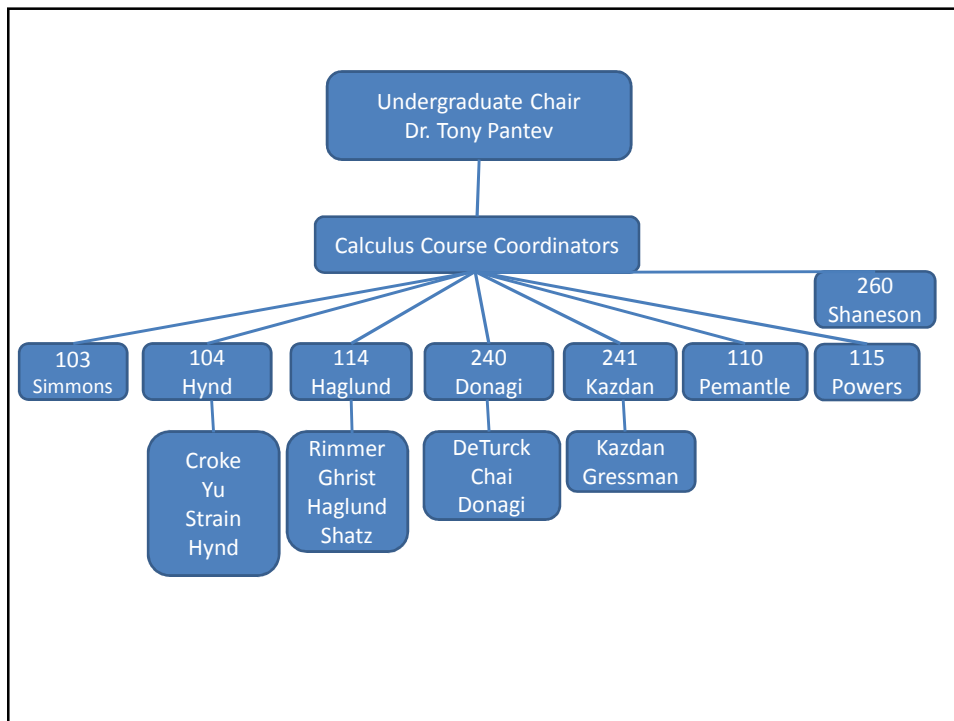 Undergraduate Chair
Dr. Tony Pantev
Calculus Course Coordinators
260
Shaneson
103
Simmons
104
Hynd
114
Haglund
240
Donagi
241
Kazdan
110
Pemantle
115
Powers
Croke
Yu
Strain
Hynd
Rimmer
Ghrist
Haglund
Shatz
DeTurck
Chai
Donagi
Kazdan
Gressman